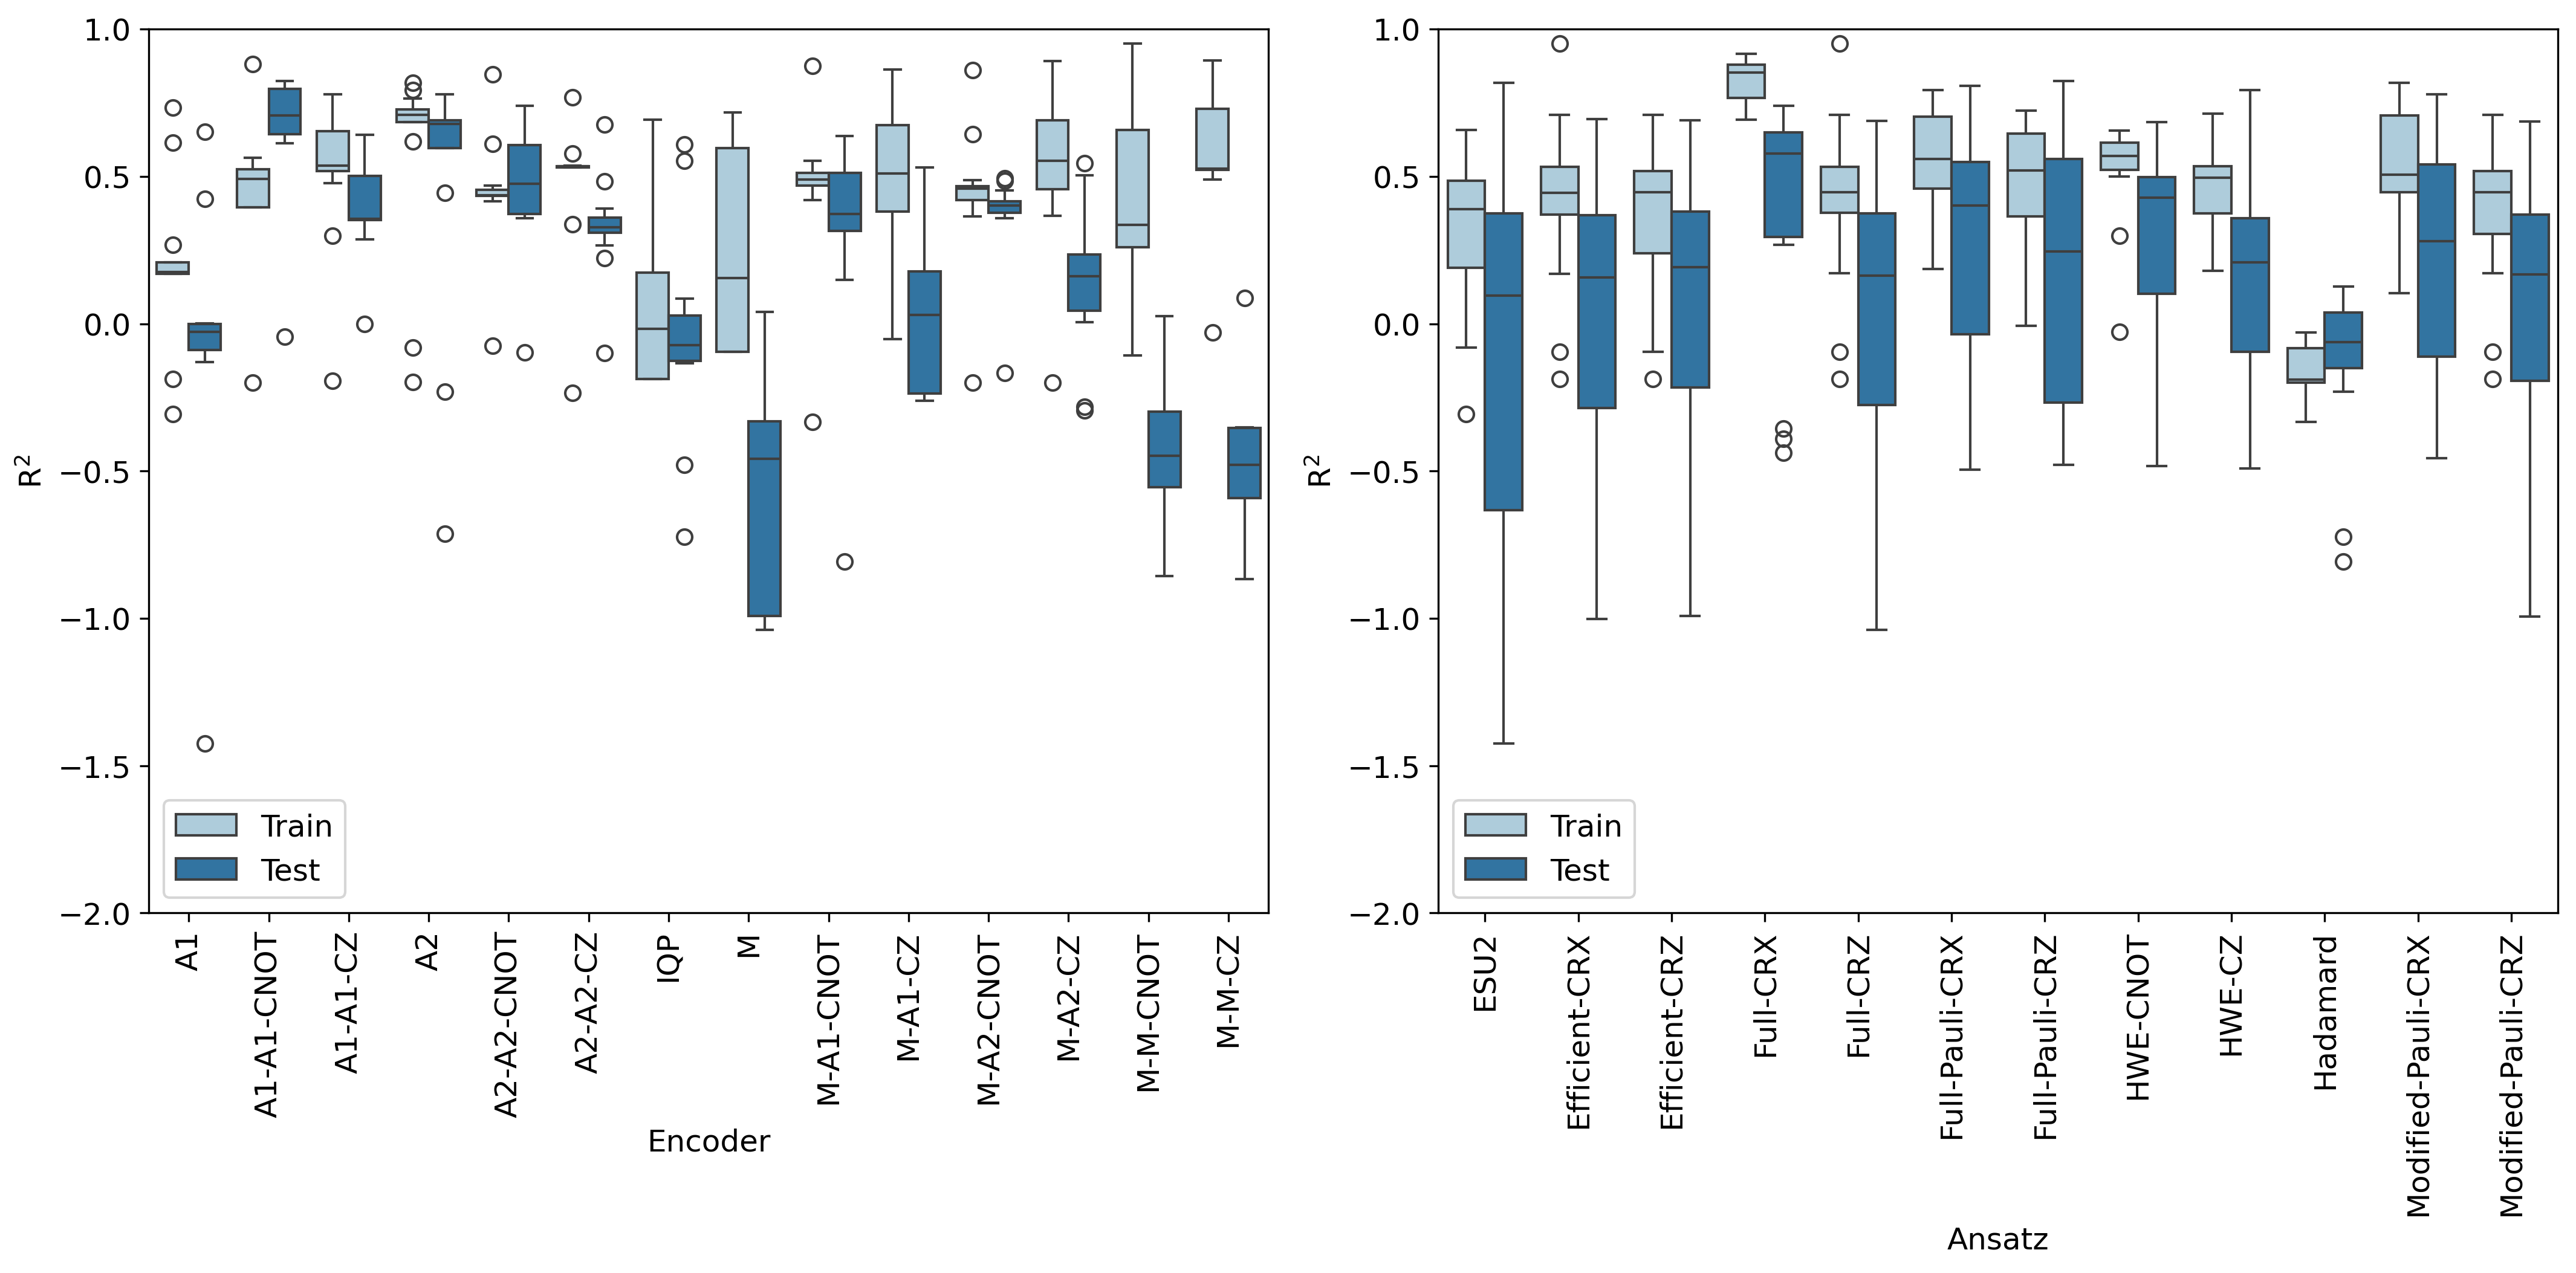 1.0
0.5
0.0
−0.5
−1.0
−1.5
−2.0
R²
Train
Test
A1
A1-A1-CNOT
A1-A1-CZ
A2
A2-A2-CNOT
A2-A2-CZ
IQP
M
M-A1-CNOT
M-A1-CZ
M-A2-CNOT
M-A2-CZ
M-M-CNOT
M-M-CZ
Encoder
1.0
0.5
0.0
−0.5
−1.0
−1.5
−2.0
R²
Train
Test
ESU2
Efficient-CRX
Efficient-CRZ
Full-CRX
Full-CRZ
Full-Pauli-CRX
Full-Pauli-CRZ
HWE-CNOT
HWE-CZ
Hadamard
Modified-Pauli-CRX
Modified-Pauli-CRZ
Ansatz